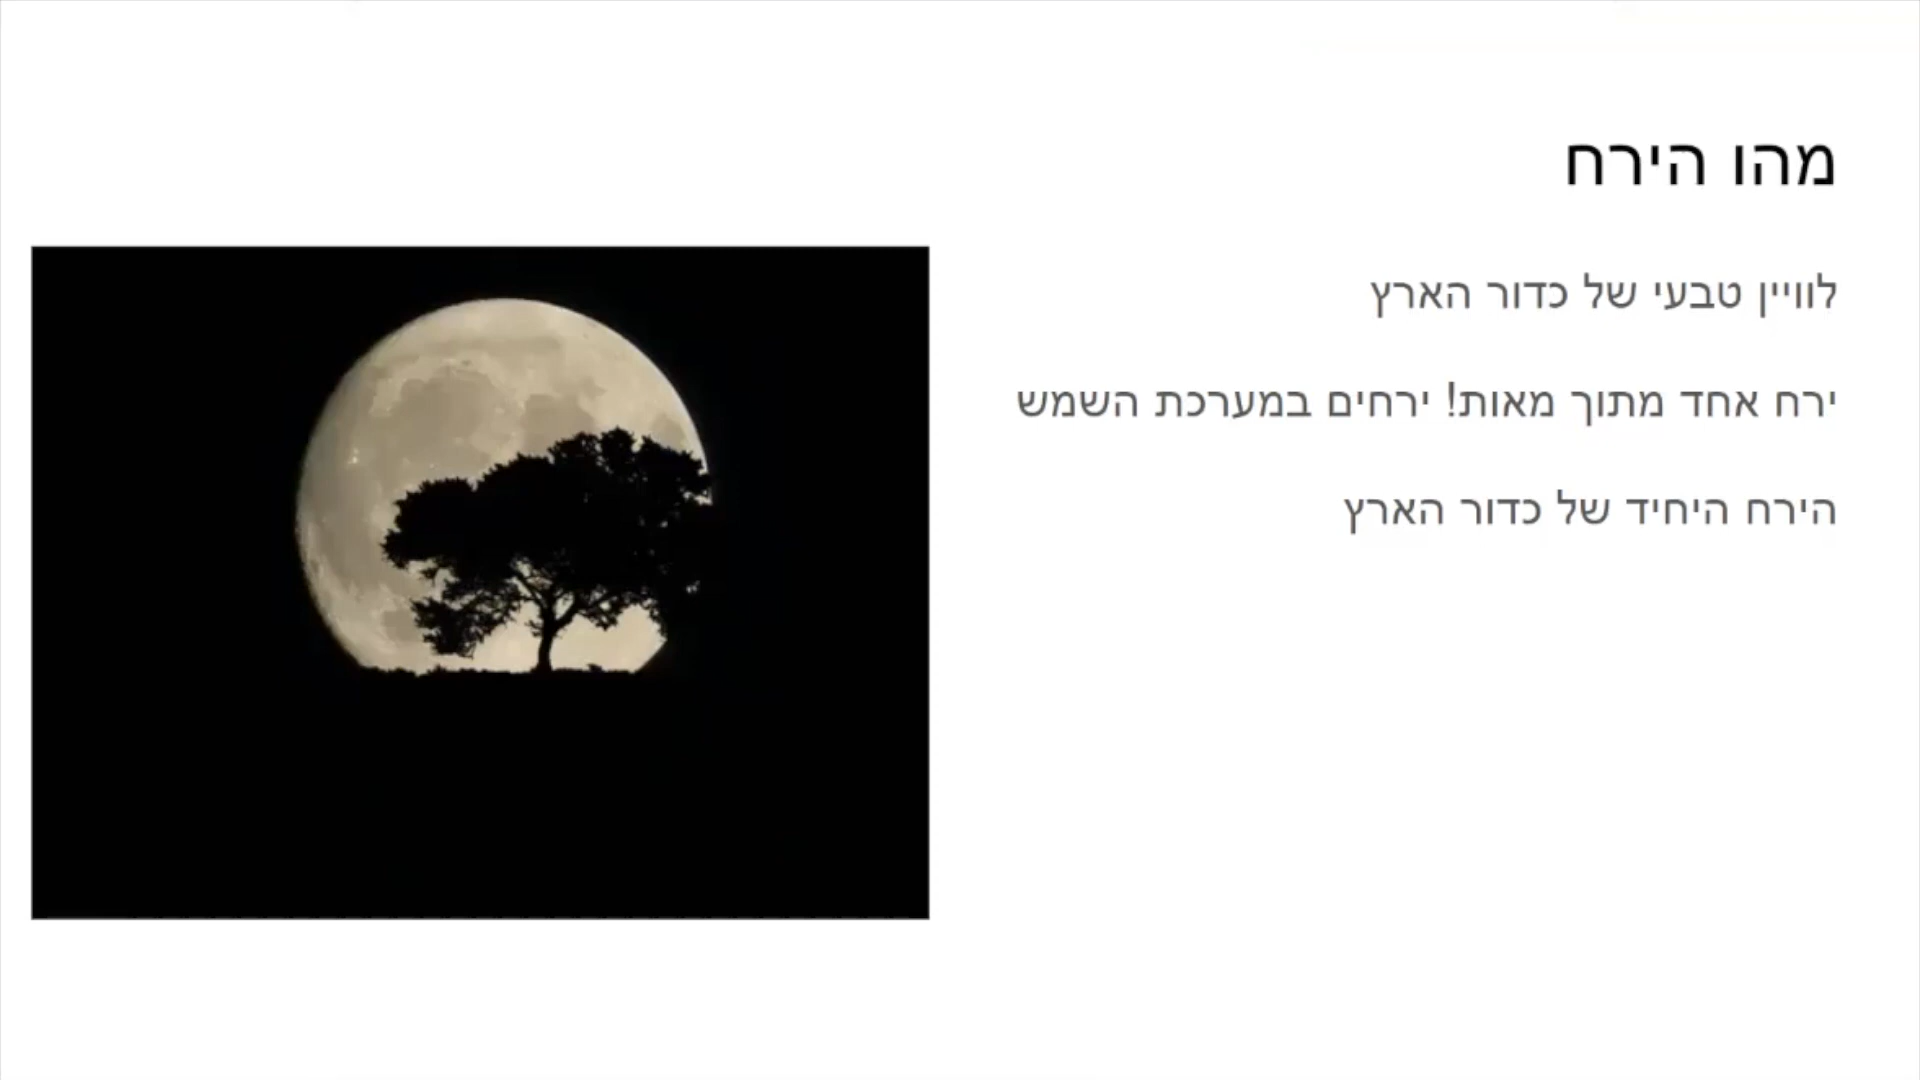 מהו הירח
לוויין טבעי של כדור הארץ
ירח אחד מתוך מאות! ירחים במערכת השמש
הירח היחיד של כדור הארץ